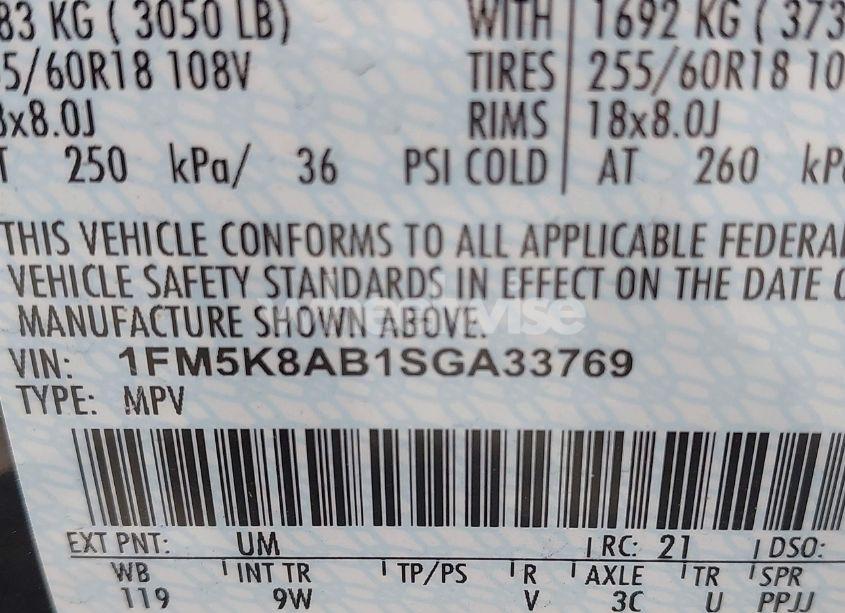 83 KG ( 3050 LB) WITH 1692 KG ( 373
5/60R18 108V TIRES 255/60R18 10
x8.0J RIMS 18x8.0J
T 250 kPa/ 36 PSI COLD AT 260 kPa
THIS VEHICLE CONFORMS TO ALL APPLICABLE FEDERAL
VEHICLE SAFETY STANDARDS IN EFFECT ON THE DATE O
MANUFACTURE SHOWN ABOVE.
VIN: 1FM5K8AB1SGA33769
TYPE: MPV
EXT PNT: UM RC: 21 DSO:
WB INT TR TP/PS R AXLE TR SPR
119 9W V 3C U PPJJ